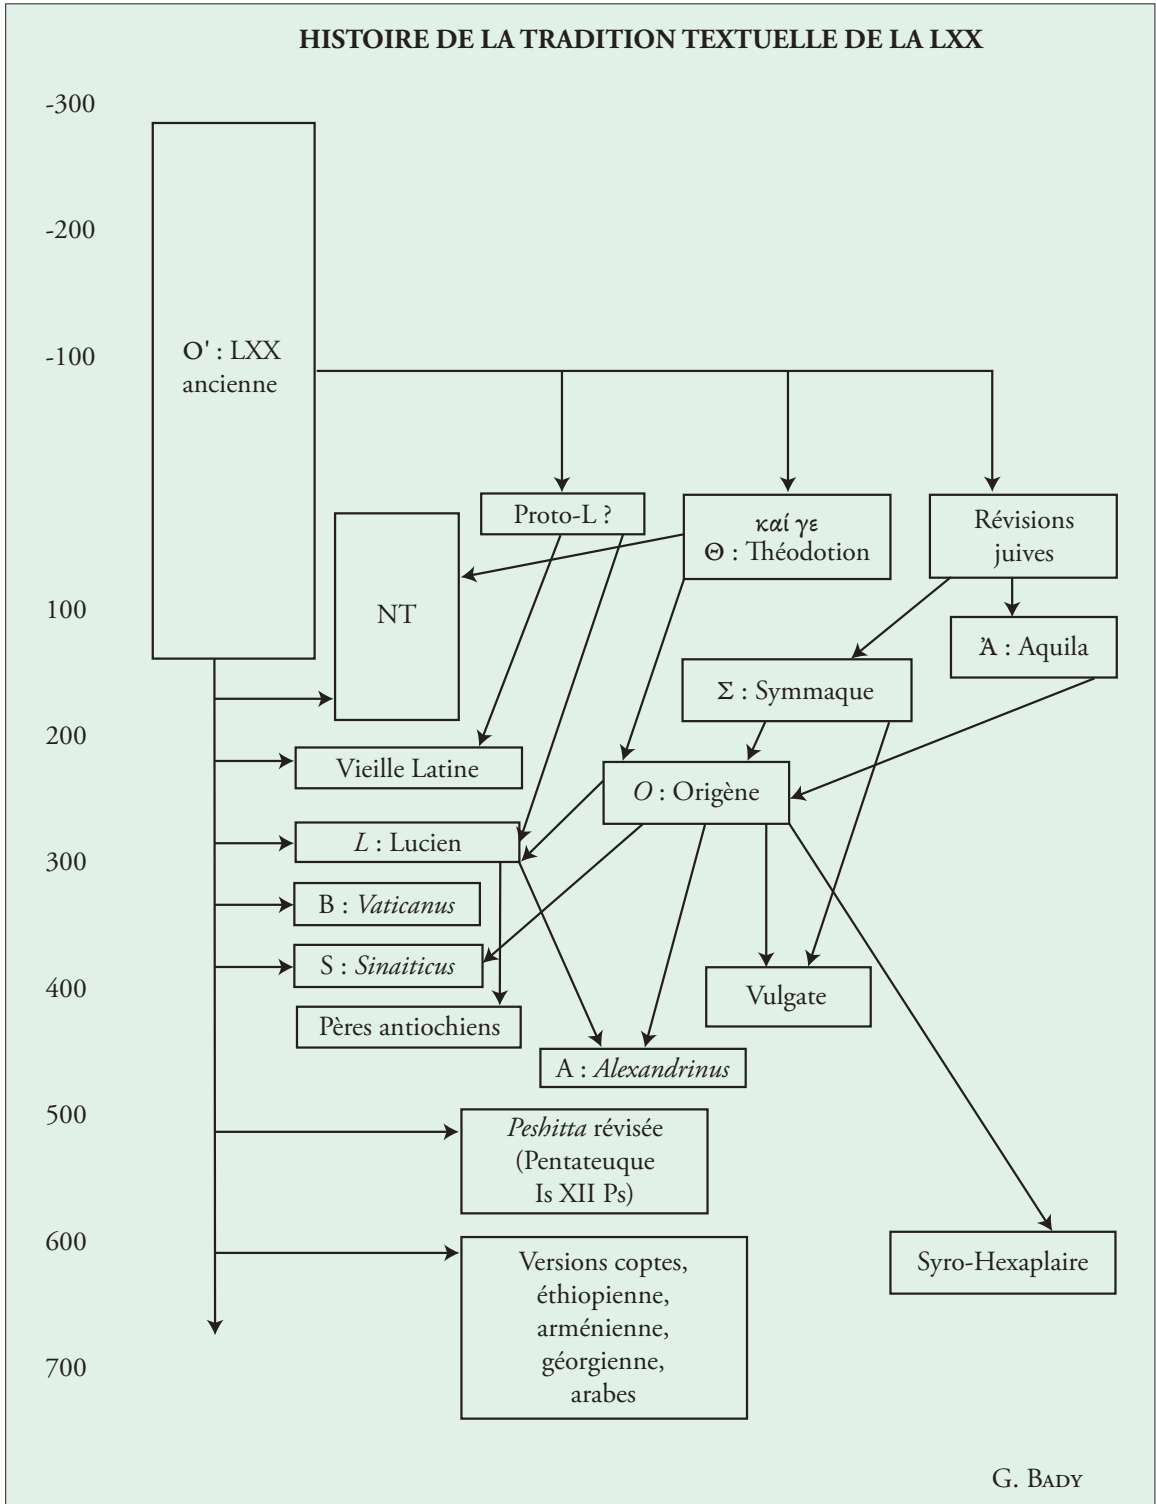 HISTOIRE DE LA TRADITION TEXTUELLE DE LA LXX
-300
-200
-100
100
200
300
400
500
600
700
O' : LXX
ancienne
Proto-L ?
καί γε
Θ : Théodotion
Révisions
juives
NT
Ἀ : Aquila
Σ : Symmaque
Vieille Latine
O : Origène
L : Lucien
B : Vaticanus
S : Sinaiticus
Vulgate
Pères antiochiens
A : Alexandrinus
Peshitta révisée
(Pentateuque
Is XII Ps)
Versions coptes,
éthiopienne,
arménienne,
géorgienne,
arabes
Syro-Hexaplaire
G. BADY